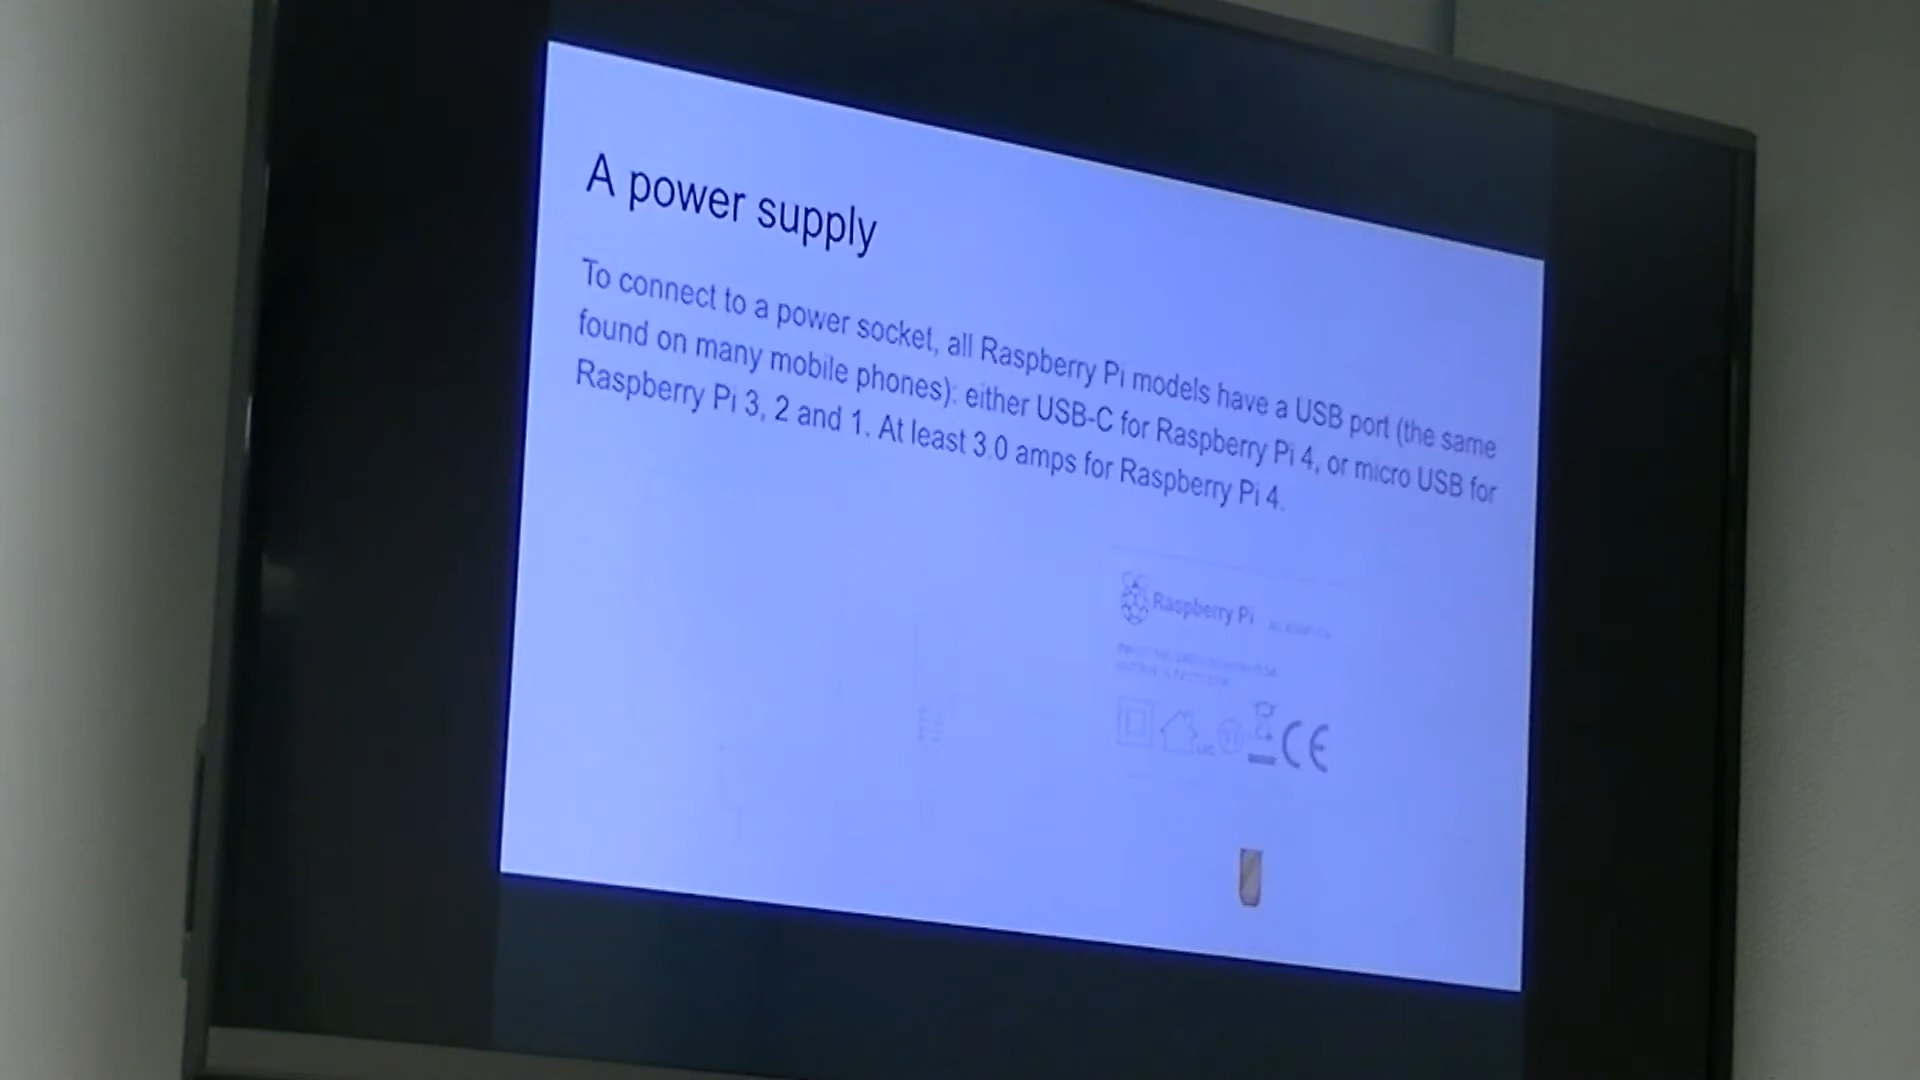 A power supply
To connect to a power socket, all Raspberry Pi models have a USB port (the same
found on many mobile phones): either USB-C for Raspberry Pi 4, or micro USB for
Raspberry Pi 3, 2 and 1. At least 3.0 amps for Raspberry Pi 4.
Raspberry Pi
CE